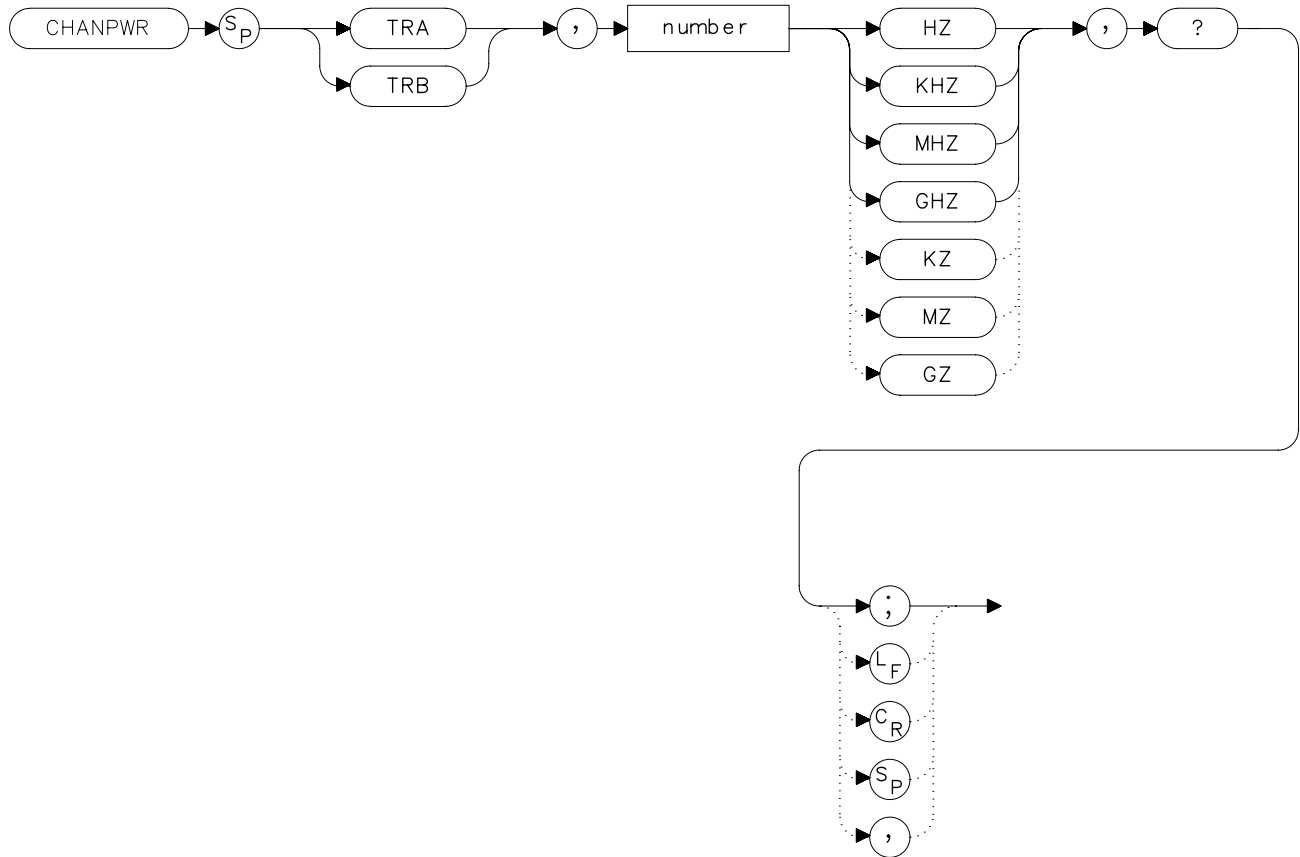 CHANPWR SP TRA , number HZ , ?
TRB KHZ
MHZ
GHZ
KZ
MZ
GZ
;
LF
CR
SP
,